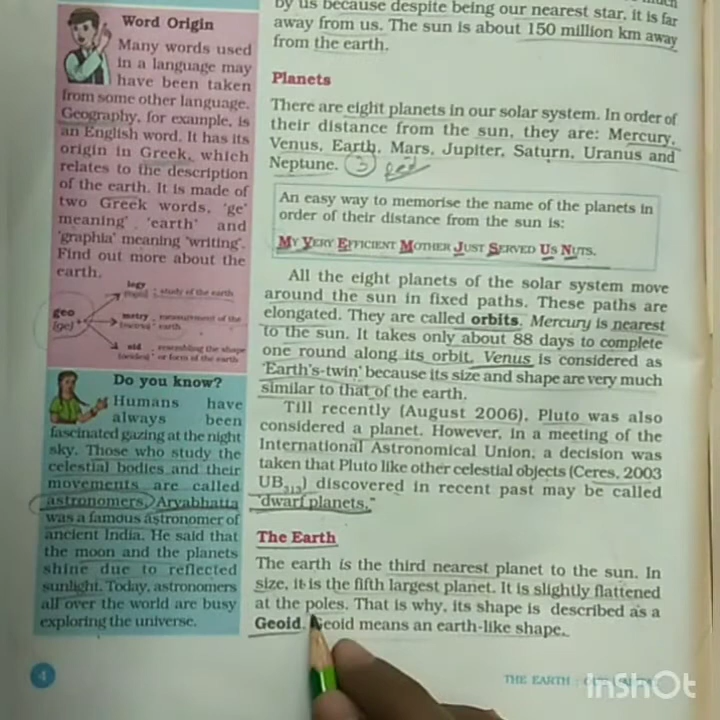 Word Origin
Many words used
in a language may
have been taken
from some other language.
Geography, for example, is
an English word. It has its
origin in Greek, which
relates to the description
of the earth. It is made of
two Greek words, 'ge'
meaning 'earth' and
'graphia' meaning 'writing'.
Find out more about the
earth.
logy
: study of the earth
geo
(ge)
metry : measurement of the
earth
oid : resembling the shape
or form of the earth
Do you know?
Humans have
always been
fascinated gazing at the night
sky. Those who study the
celestial bodies and their
movements are called
astronomers. Aryabhatta
was a famous astronomer of
ancient India. He said that
the moon and the planets
shine due to reflected
sunlight. Today, astronomers
all over the world are busy
exploring the universe.
4
by us because despite being our nearest star, it is far
away from us. The sun is about 150 million km away
from the earth.
Planets
There are eight planets in our solar system. In order of
their distance from the sun, they are: Mercury,
Venus, Earth, Mars, Jupiter, Saturn, Uranus and
Neptune. 3
An easy way to memorise the name of the planets in
order of their distance from the sun is:
MY VERY EFFICIENT MOTHER JUST SERVED US NUTS.
All the eight planets of the solar system move
around the sun in fixed paths. These paths are
elongated. They are called orbits. Mercury is nearest
to the sun. It takes only about 88 days to complete
one round along its orbit. Venus is considered as
'Earth's-twin' because its size and shape are very much
similar to that of the earth.
Till recently (August 2006), Pluto was also
considered a planet. However, in a meeting of the
International Astronomical Union, a decision was
taken that Pluto like other celestial objects (Ceres, 2003
UB313) discovered in recent past may be called
'dwarf planets."
The Earth
The earth is the third nearest planet to the sun. In
size, it is the fifth largest planet. It is slightly flattened
at the poles. That is why, its shape is described as a
Geoid. Geoid means an earth-like shape.
THE EARTH :
InShOt